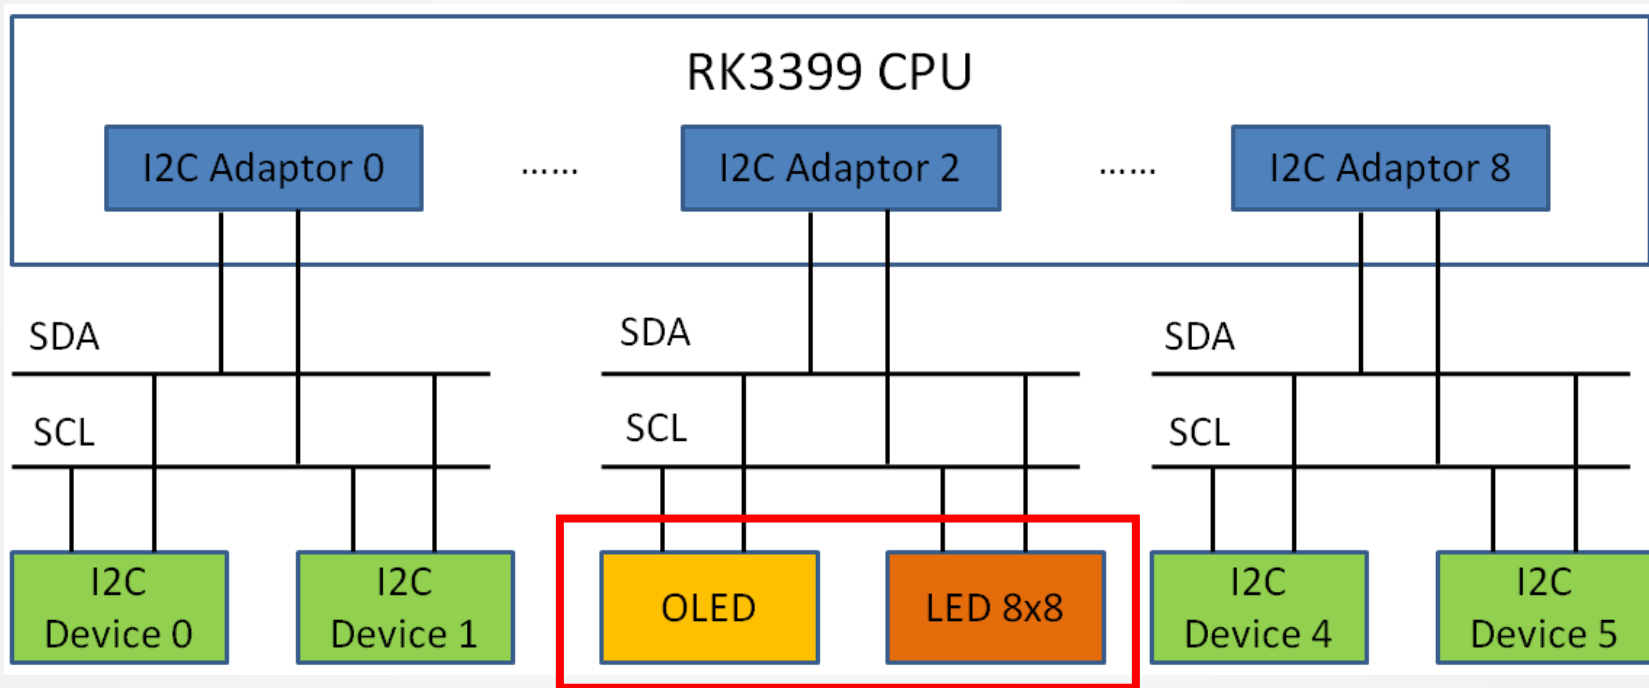 RK3399 CPU
I2C Adaptor 0
......
I2C Adaptor 2
......
I2C Adaptor 8
SDA
SDA
SDA
SCL
SCL
SCL
I2C
Device 0
I2C
Device 1
OLED
LED 8x8
I2C
Device 4
I2C
Device 5